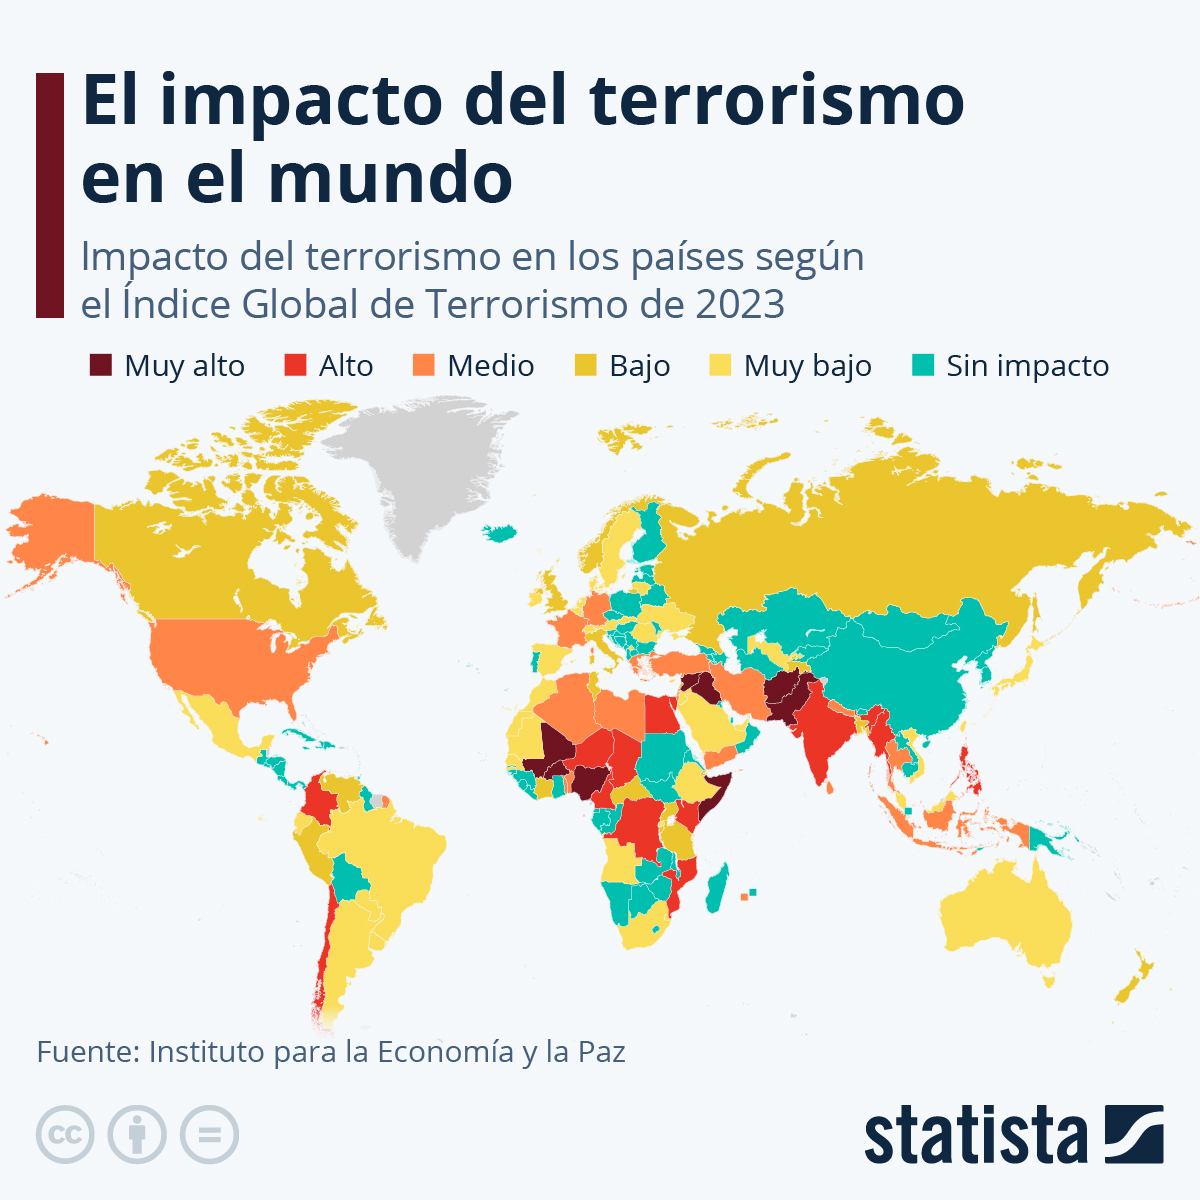 El impacto del terrorismo
en el mundo
Impacto del terrorismo en los países según
el Índice Global de Terrorismo de 2023
Muy alto Alto Medio Bajo Muy bajo Sin impacto
Fuente: Instituto para la Economía y la Paz
cc
statista